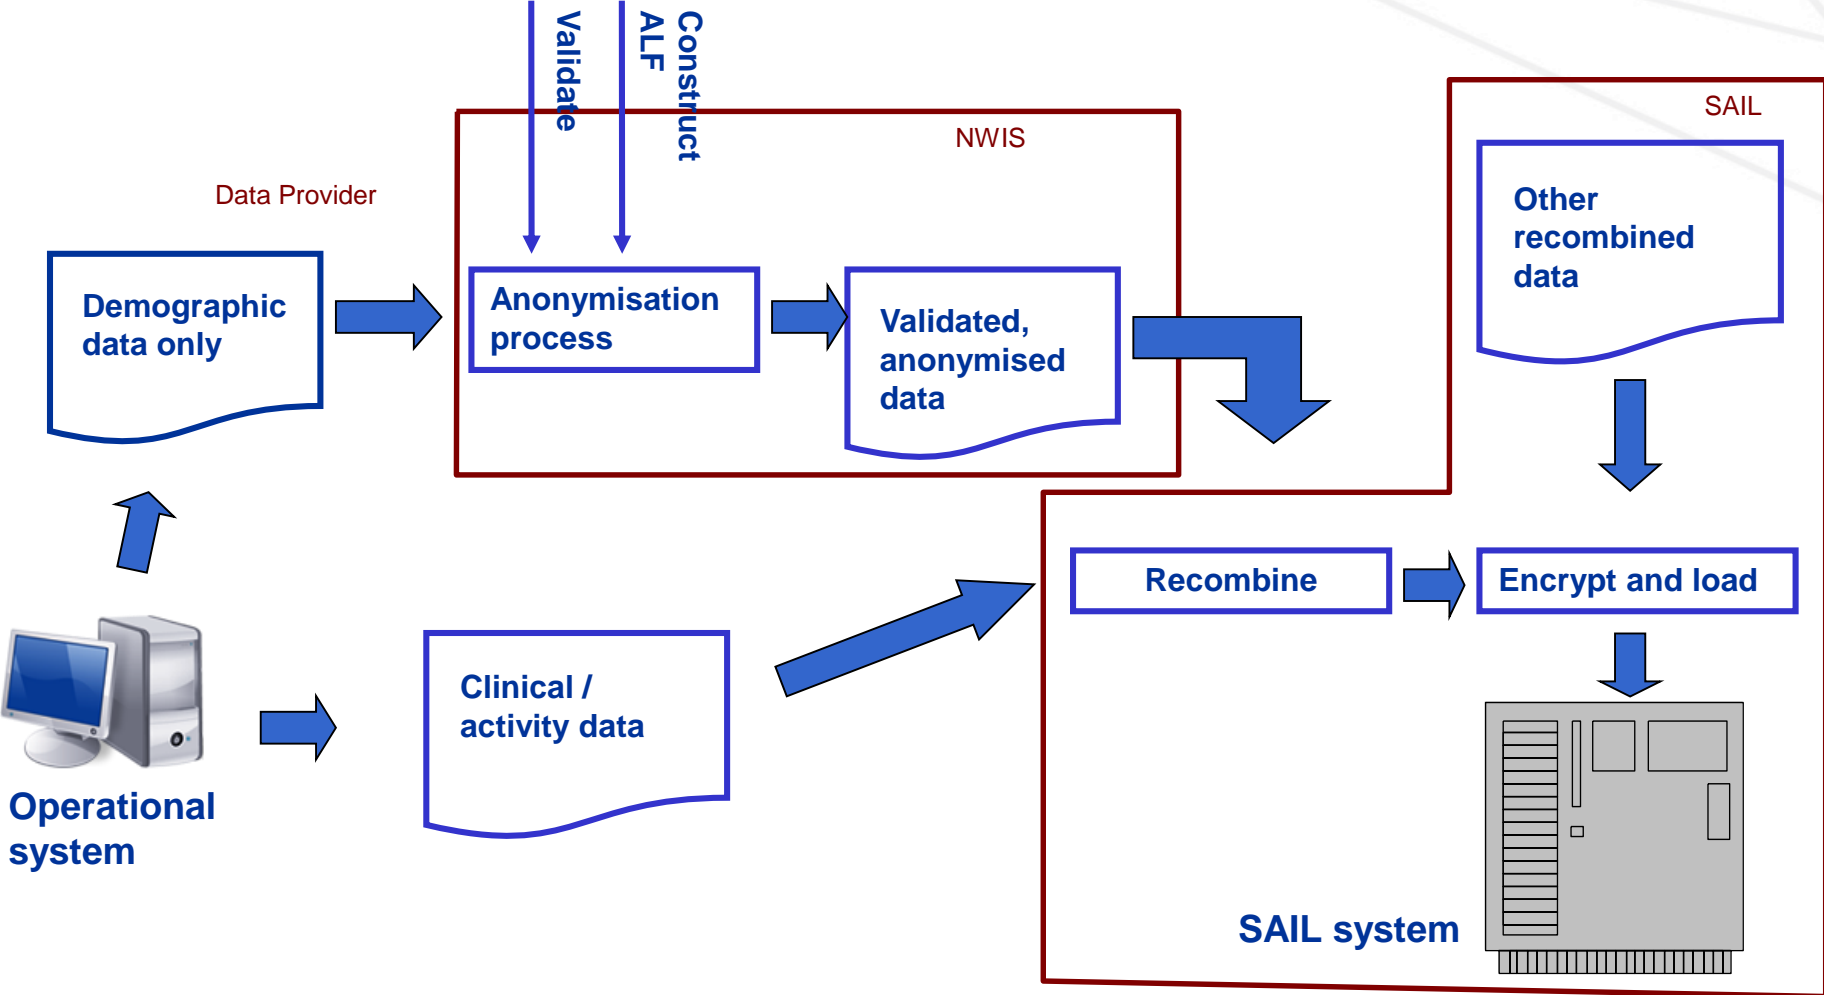 Validate
Construct
ALF
NWIS
SAIL
Data Provider
Demographic
data only
Anonymisation
process
Validated,
anonymised
data
Other
recombined
data
Recombine
Encrypt and load
Clinical /
activity data
Operational
system
SAIL system